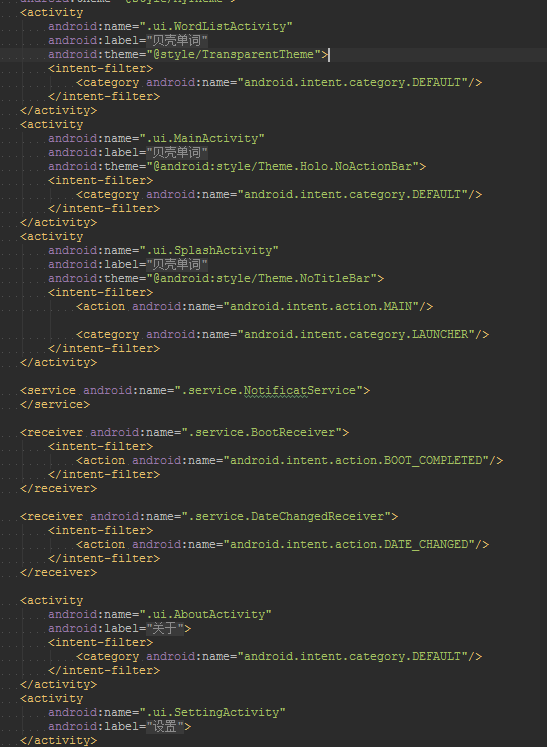 <activity
android:name=".ui.WordListActivity"
android:label="贝壳单词"
android:theme="@style/TransparentTheme">
<intent-filter>
<category android:name="android.intent.category.DEFAULT"/>
</intent-filter>
</activity>
<activity
android:name=".ui.MainActivity"
android:label="贝壳单词"
android:theme="@android:style/Theme.Holo.NoActionBar">
<intent-filter>
<category android:name="android.intent.category.DEFAULT"/>
</intent-filter>
</activity>
<activity
android:name=".ui.SplashActivity"
android:label="贝壳单词"
android:theme="@android:style/Theme.NoTitleBar">
<intent-filter>
<action android:name="android.intent.action.MAIN"/>
<category android:name="android.intent.category.LAUNCHER"/>
</intent-filter>
</activity>
<service android:name=".service.NotificatService">
</service>
<receiver android:name=".service.BootReceiver">
<intent-filter>
<action android:name="android.intent.action.BOOT_COMPLETED"/>
</intent-filter>
</receiver>
<receiver android:name=".service.DateChangedReceiver">
<intent-filter>
<action android:name="android.intent.action.DATE_CHANGED"/>
</intent-filter>
</receiver>
<activity
android:name=".ui.AboutActivity"
android:label="关于">
<intent-filter>
<category android:name="android.intent.category.DEFAULT"/>
</intent-filter>
</activity>
<activity
android:name=".ui.SettingActivity"
android:label="设置">
</activity>